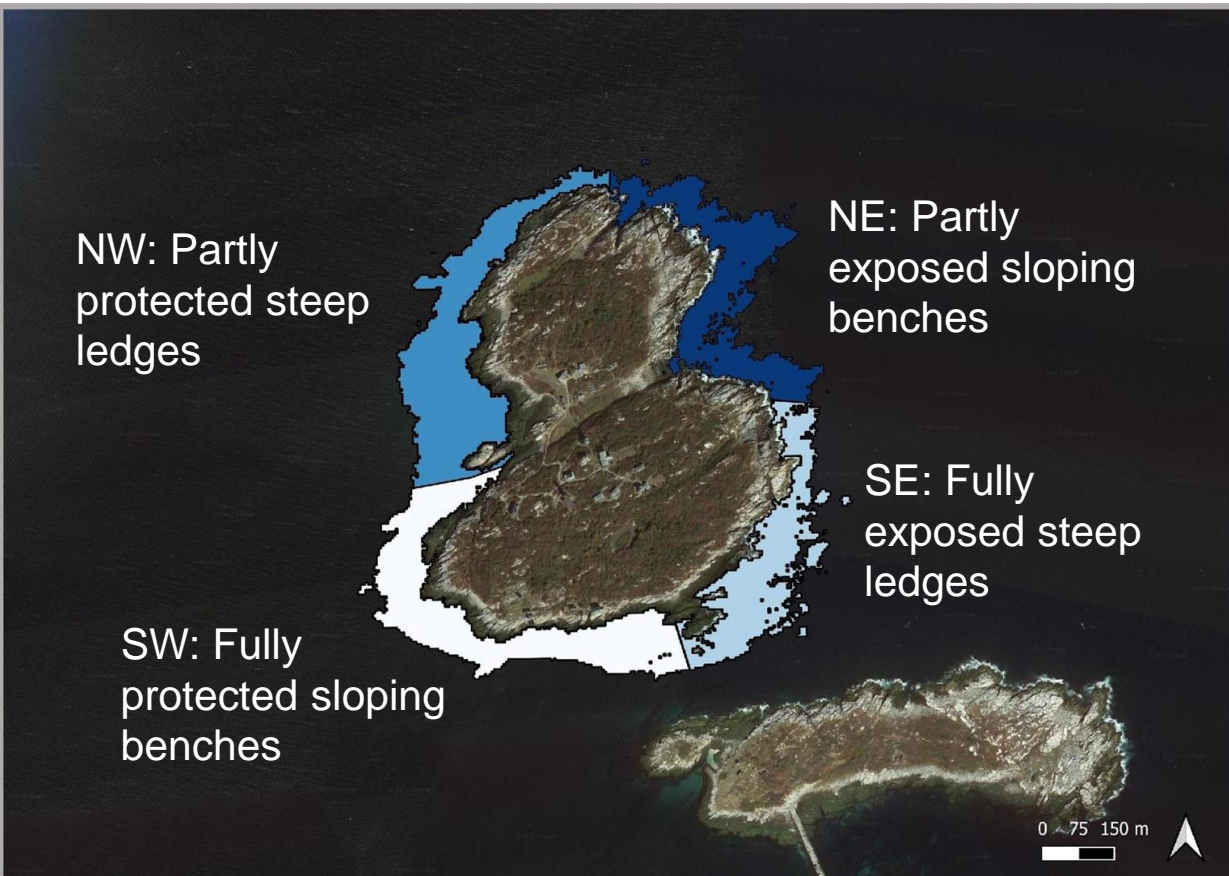 NW: Partly
protected steep
ledges
NE: Partly
exposed sloping
benches
SE: Fully
exposed steep
ledges
SW: Fully
protected sloping
benches
0 75 150 m